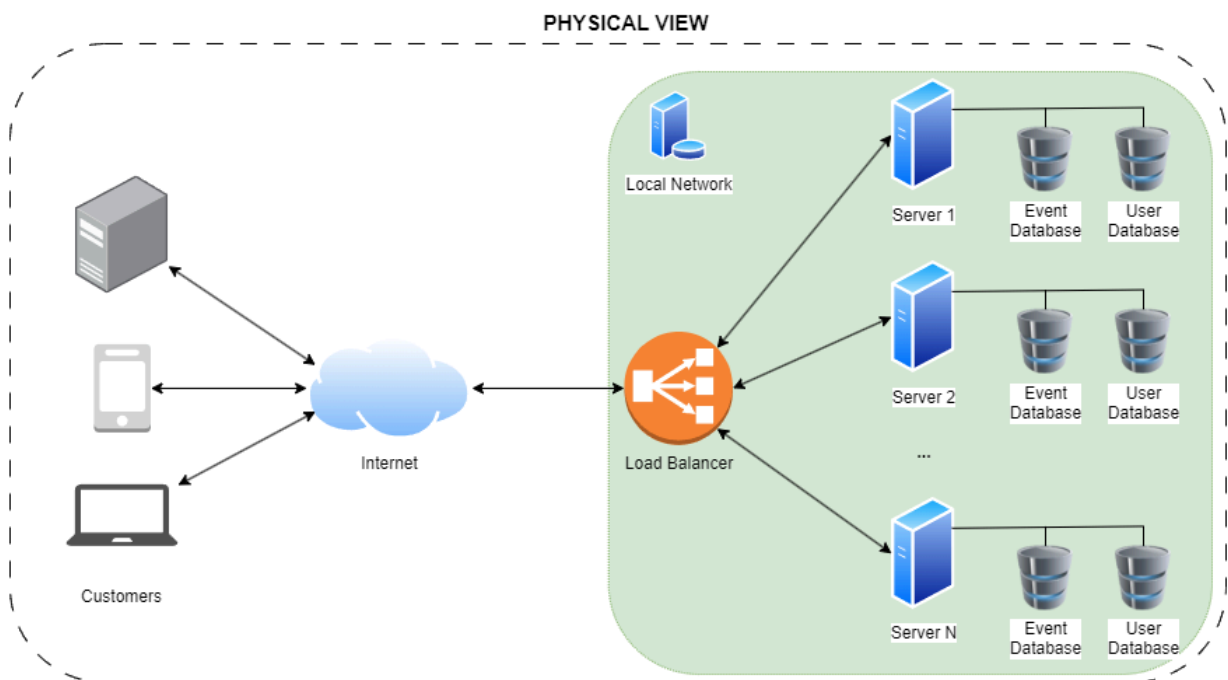 PHYSICAL VIEW
Local Network
Server 1
Event
Database
User
Database
Server 2
Event
Database
User
Database
Internet
Load Balancer
...
Customers
Server N
Event
Database
User
Database